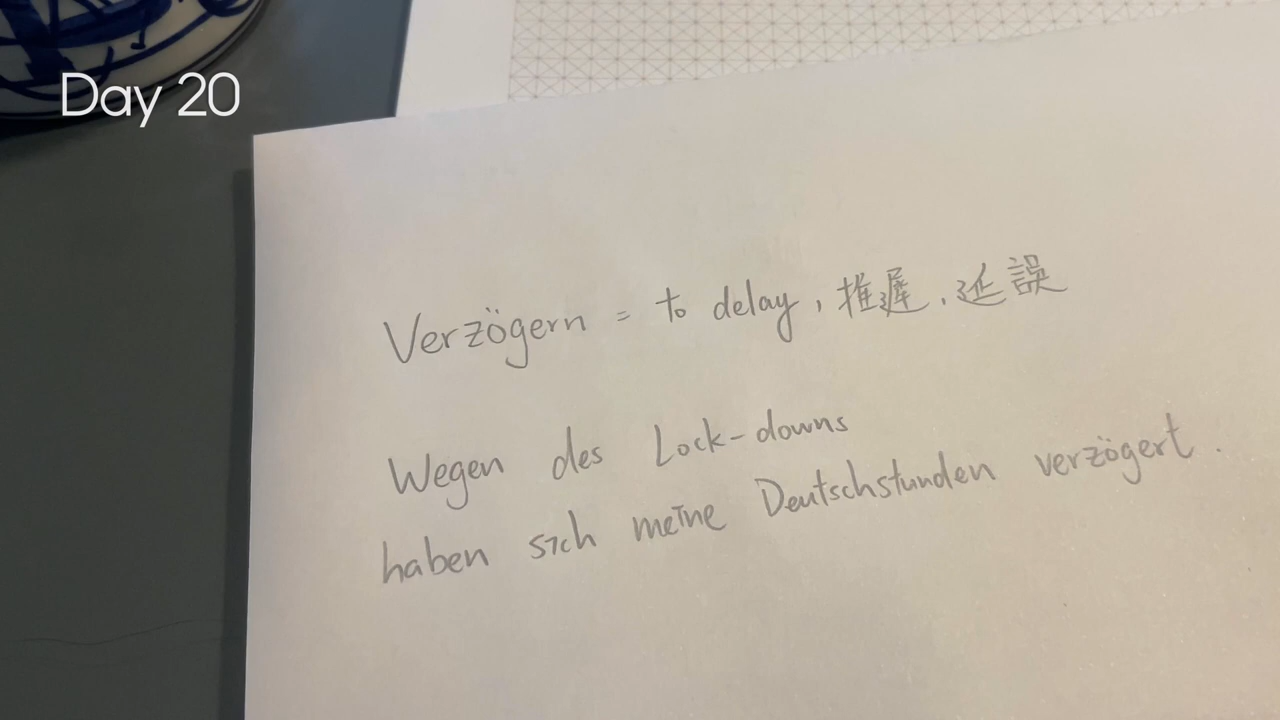 Day 20
Verzögern = to delay, 推遲, 延誤
Wegen des Lock-downs
haben sich meine Deutschstunden verzögert.